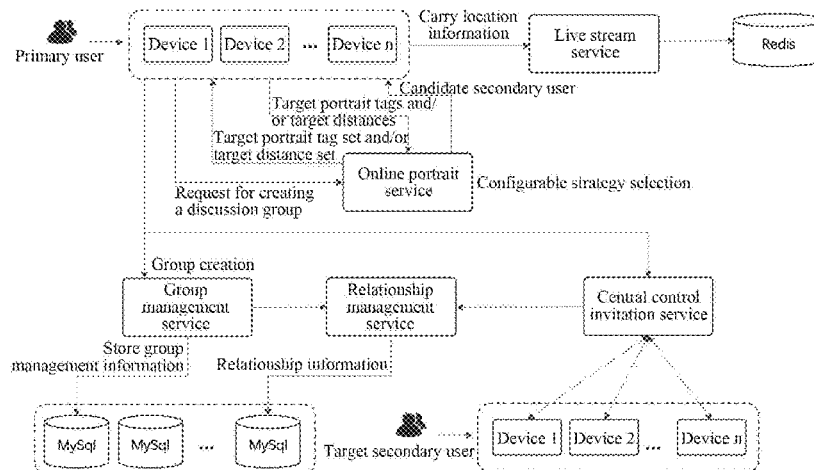 Primary user
Device 1
Device 2
...
Device n
Carry location
information
Live stream
service
Redis
Candidate secondary user
Target portrait tags and/
or target distances
Target portrait tag set and/or
target distance set
Online portrait
service
Configurable strategy selection
Request for creating
a discussion group
Group creation
Group
management
service
Relationship
management
service
Central control
invitation service
Store group
management information
Relationship information
MySql
MySql
...
MySql
Target secondary user
Device 1
Device 2
...
Device n